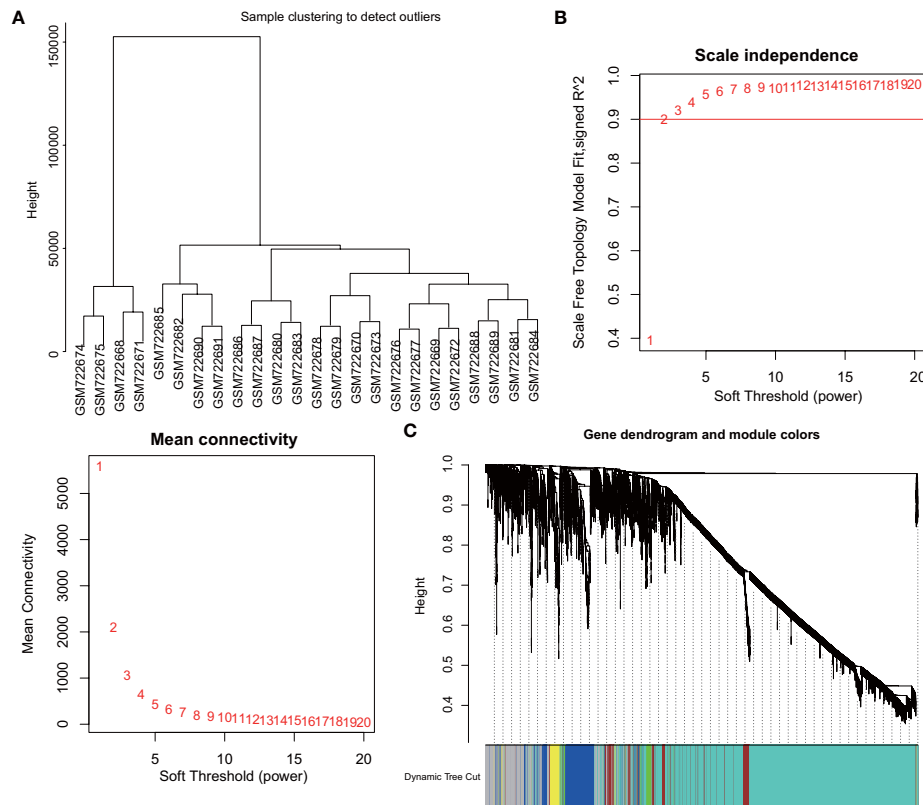 A
Sample clustering to detect outliers
Height
150000
100000
50000
0
GSM722674
GSM722675
GSM722668
GSM722671
GSM722685
GSM722682
GSM722690
GSM722691
GSM722686
GSM722687
GSM722680
GSM722683
GSM722678
GSM722679
GSM722670
GSM722673
GSM722676
GSM722677
GSM722669
GSM722672
GSM722688
GSM722689
GSM722681
GSM722684
B
Scale independence
Scale Free Topology Model Fit,signed R^2
1.0
0.9
0.8
0.7
0.6
0.5
0.4
1 2 3 4 5 6 7 8 9 10 11 12 13 14 15 16 17 18 19 20
5 10 15 20
Soft Threshold (power)
Mean connectivity
Mean Connectivity
5000
4000
3000
2000
1000
0
1 2 3 4 5 6 7 8 9 10 11 12 13 14 15 16 17 18 19 20
5 10 15 20
Soft Threshold (power)
C
Gene dendrogram and module colors
Height
1.0
0.9
0.8
0.7
0.6
0.5
0.4
Dynamic Tree Cut